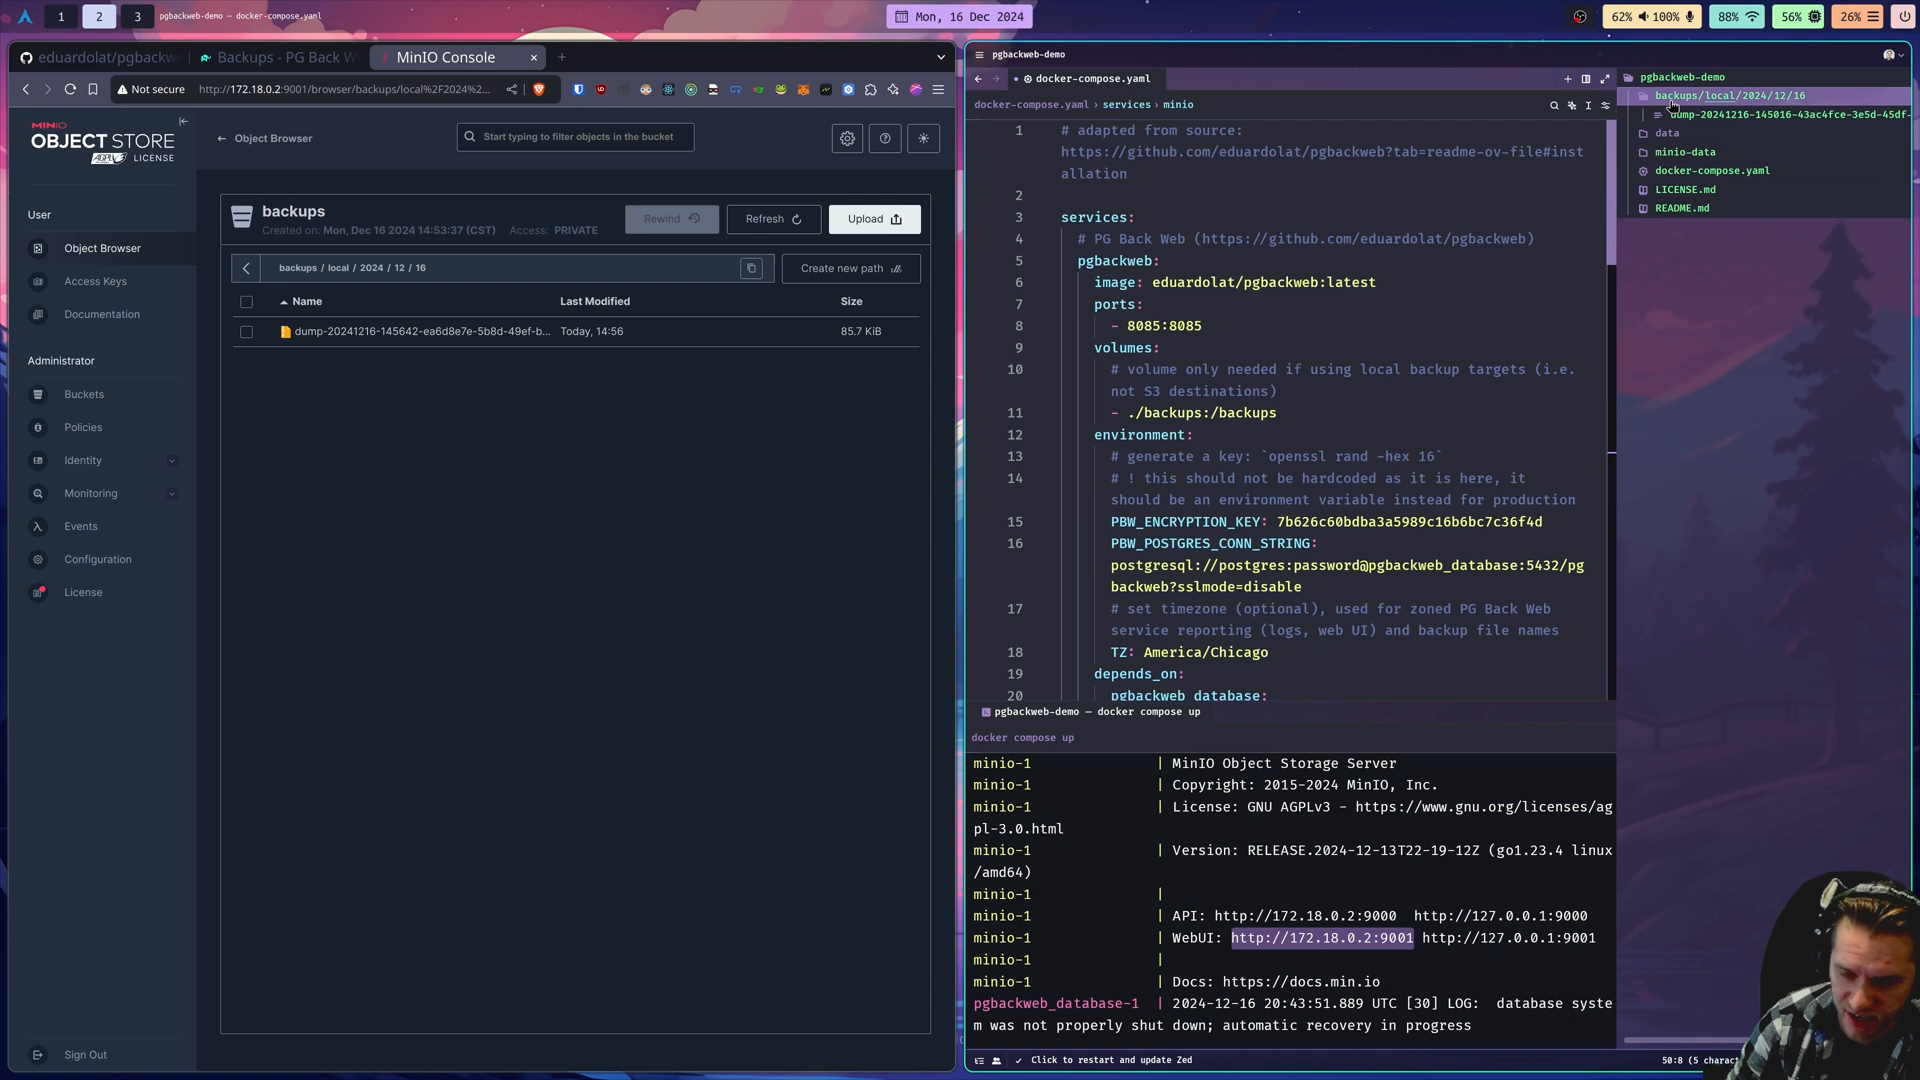 1
2
3
pgbackweb-demo – docker-compose.yaml
Mon, 16 Dec 2024
62%
100%
88%
56%
26%
eduardolat/pgbackw
Backups - PG Back W
MinIO Console
Not secure
http://172.18.0.2:9001/browser/backups/local%2F2024%2...
MINIO
OBJECT STORE
AGPLv3 LICENSE
User
Object Browser
Access Keys
Documentation
Administrator
Buckets
Policies
Identity
Monitoring
Events
Configuration
License
Sign Out
Object Browser
Start typing to filter objects in the bucket
backups
Created on: Mon, Dec 16 2024 14:53:37 (CST) Access: PRIVATE
Rewind
Refresh
Upload
backups / local / 2024 / 12 / 16
Create new path
Name
Last Modified
Size
dump-20241216-145642-ea6d8e7e-5b8d-49ef-b...
Today, 14:56
85.7 KiB
pgbackweb-demo
docker-compose.yaml
docker-compose.yaml › services › minio
1 # adapted from source:
https://github.com/eduardolat/pgbackweb?tab=readme-ov-file#inst
allation
2
3 services:
4 # PG Back Web (https://github.com/eduardolat/pgbackweb)
5 pgbackweb:
6 image: eduardolat/pgbackweb:latest
7 ports:
8 - 8085:8085
9 volumes:
10 # volume only needed if using local backup targets (i.e.
not S3 destinations)
11 - ./backups:/backups
12 environment:
13 # generate a key: `openssl rand -hex 16`
14 # ! this should not be hardcoded as it is here, it
should be an environment variable instead for production
15 PBW_ENCRYPTION_KEY: 7b626c60bdba3a5989c16b6bc7c36f4d
16 PBW_POSTGRES_CONN_STRING:
postgresql://postgres:password@pgbackweb_database:5432/pg
backweb?sslmode=disable
17 # set timezone (optional), used for zoned PG Back Web
service reporting (logs, web UI) and backup file names
18 TZ: America/Chicago
19 depends_on:
20 pgbackweb_database:
pgbackweb-demo
backups/local/2024/12/16
dump-20241216-145016-43ac4fce-3e5d-45df-
data
minio-data
docker-compose.yaml
LICENSE.md
README.md
pgbackweb-demo — docker compose up
docker compose up
minio-1 | MinIO Object Storage Server
minio-1 | Copyright: 2015-2024 MinIO, Inc.
minio-1 | License: GNU AGPLv3 - https://www.gnu.org/licenses/ag
pl-3.0.html
minio-1 | Version: RELEASE.2024-12-13T22-19-12Z (go1.23.4 linux
/amd64)
minio-1 |
minio-1 | API: http://172.18.0.2:9000 http://127.0.0.1:9000
minio-1 | WebUI: http://172.18.0.2:9001 http://127.0.0.1:9001
minio-1 |
minio-1 | Docs: https://docs.min.io
pgbackweb_database-1 | 2024-12-16 20:43:51.889 UTC [30] LOG: database syste
m was not properly shut down; automatic recovery in progress
Click to restart and update Zed
50:8 (5 charac